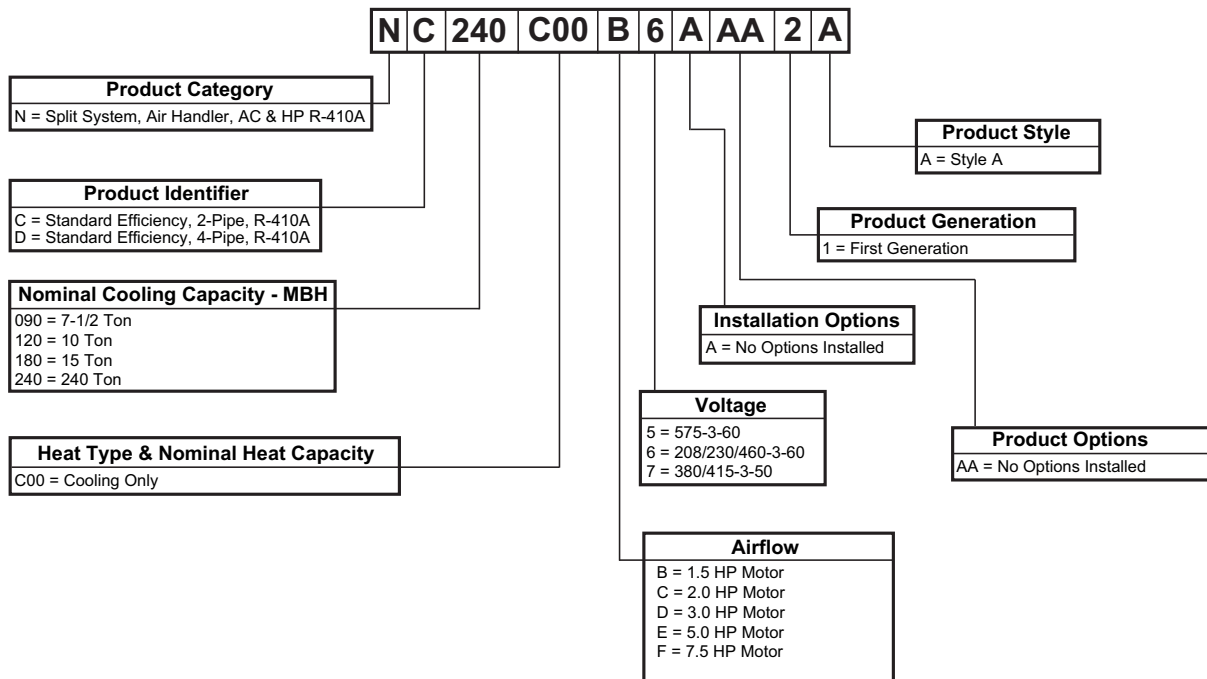 N C 240 C00 B 6 A AA 2 A
Product Category
N = Split System, Air Handler, AC & HP R-410A
Product Style
A = Style A
Product Identifier
C = Standard Efficiency, 2-Pipe, R-410A
D = Standard Efficiency, 4-Pipe, R-410A
Product Generation
1 = First Generation
Nominal Cooling Capacity - MBH
090 = 7-1/2 Ton
120 = 10 Ton
180 = 15 Ton
240 = 240 Ton
Installation Options
A = No Options Installed
Voltage
5 = 575-3-60
6 = 208/230/460-3-60
7 = 380/415-3-50
Heat Type & Nominal Heat Capacity
C00 = Cooling Only
Product Options
AA = No Options Installed
Airflow
B = 1.5 HP Motor
C = 2.0 HP Motor
D = 3.0 HP Motor
E = 5.0 HP Motor
F = 7.5 HP Motor